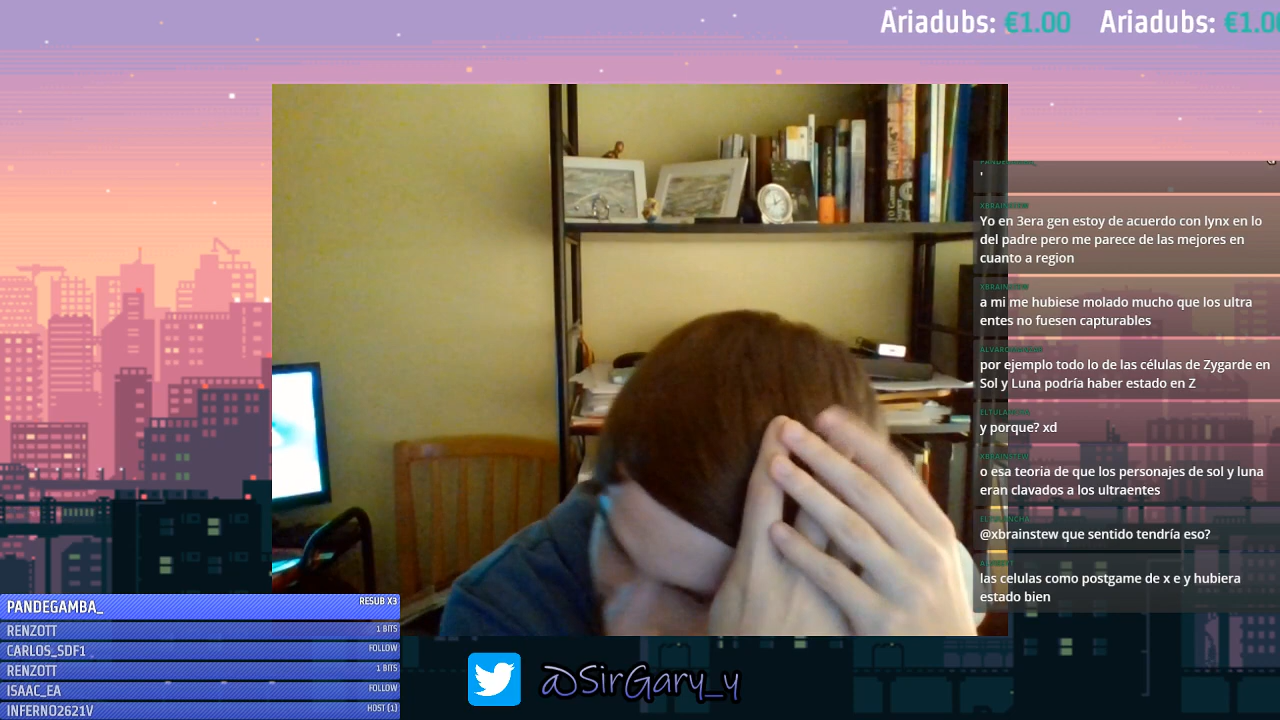 Ariadubs: €1.00 Ariadubs:
'
XBRAINSTEW
Yo en 3era gen estoy de acuerdo con lynx en lo
del padre pero me parece de las mejores en
cuanto a region
XBRAINSTEW
a mi me hubiese molado mucho que los ultra
entes no fuesen capturables
por ejemplo todo lo de las células de Zygarde en
Sol y Luna podría haber estado en Z
y porque? xd
XBRAINSTEW
o esa teoria de que los personajes de sol y luna
eran clavados a los ultraentes
@xbrainstew que sentido tendría eso?
las celulas como postgame de x e y hubiera
estado bien
PANDEGAMBA_ RESUB X3
RENZOTT 1 BITS
CARLOS_SDF1 FOLLOW
RENZOTT 1 BITS
ISAAC_EA FOLLOW
INFERNO2621V HOST (1)
@SirGary_y